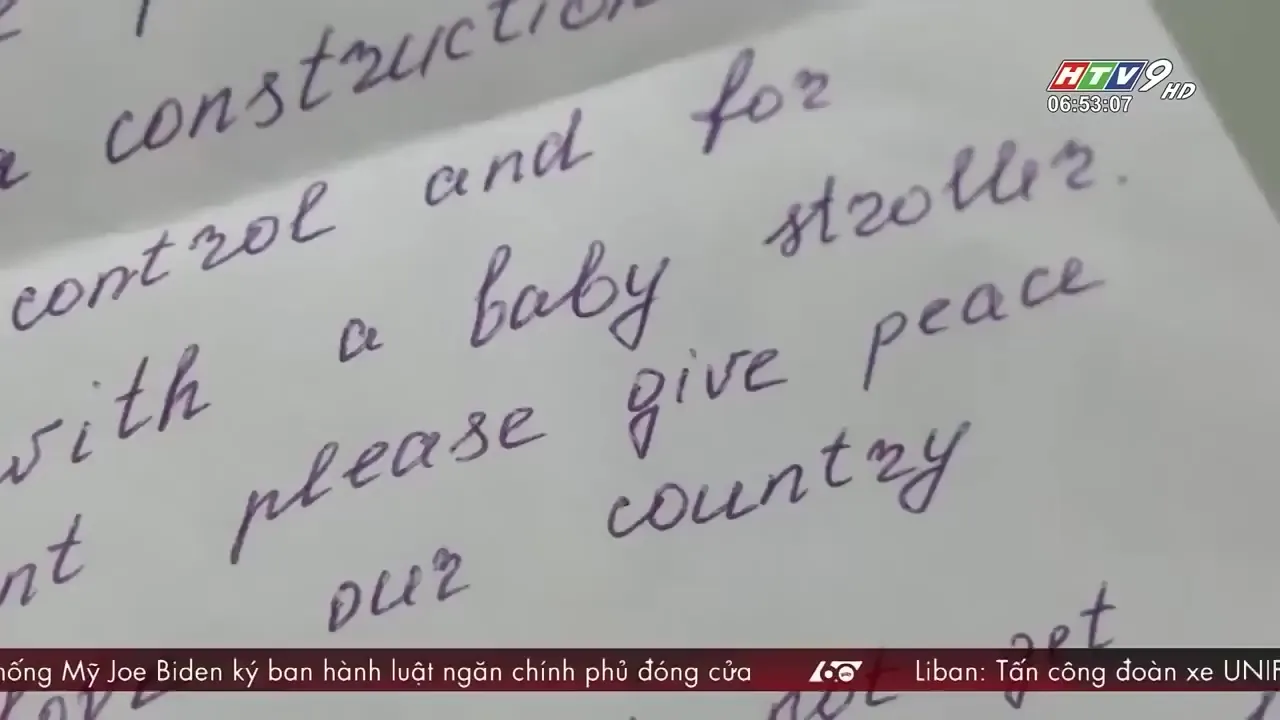 construction
control and for
with a baby stroller.
nt please give peace
our country
get
not
HTV9 HD
06:53:07
hống Mỹ Joe Biden ký ban hành luật ngăn chính phủ đóng cửa 60 Liban: Tấn công đoàn xe UNIF